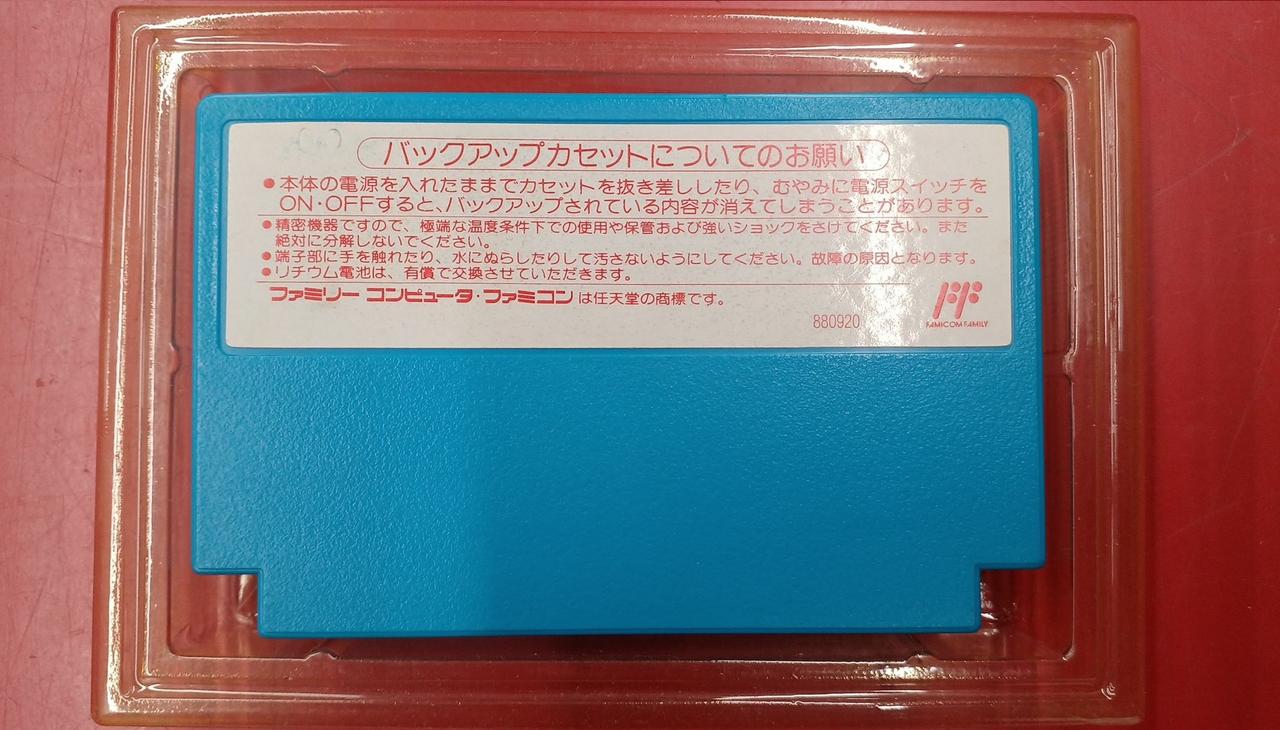 バックアップカセットについてのお願い
●本体の電源を入れたままでカセットを抜き差ししたり、むやみに電源スイッチを
ON・OFFすると、バックアップされている内容が消えてしまうことがあります。
●精密機器ですので、極端な温度条件下での使用や保管および強いショックをさけてください。また
絶対に分解しないでください。
●端子部に手を触れたり、水にぬらしたりして汚さないようにしてください。故障の原因となります。
●リチウム電池は、有償で交換させていただきます。
ファミリー コンピュータ・ファミコンは任天堂の商標です。
880920
FAMICOM FAMILY